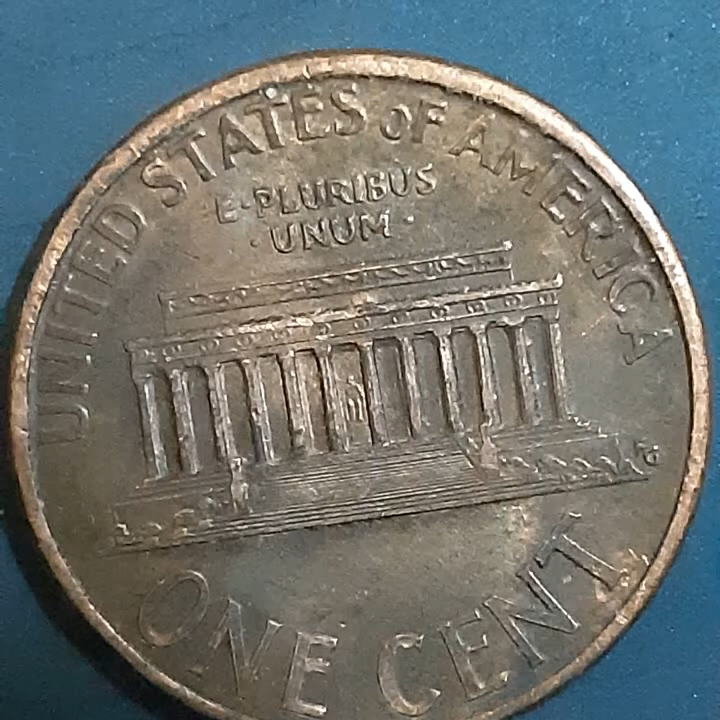 UNITED STATES OF AMERICA
E·PLURIBUS
·UNUM·
ONE CENT